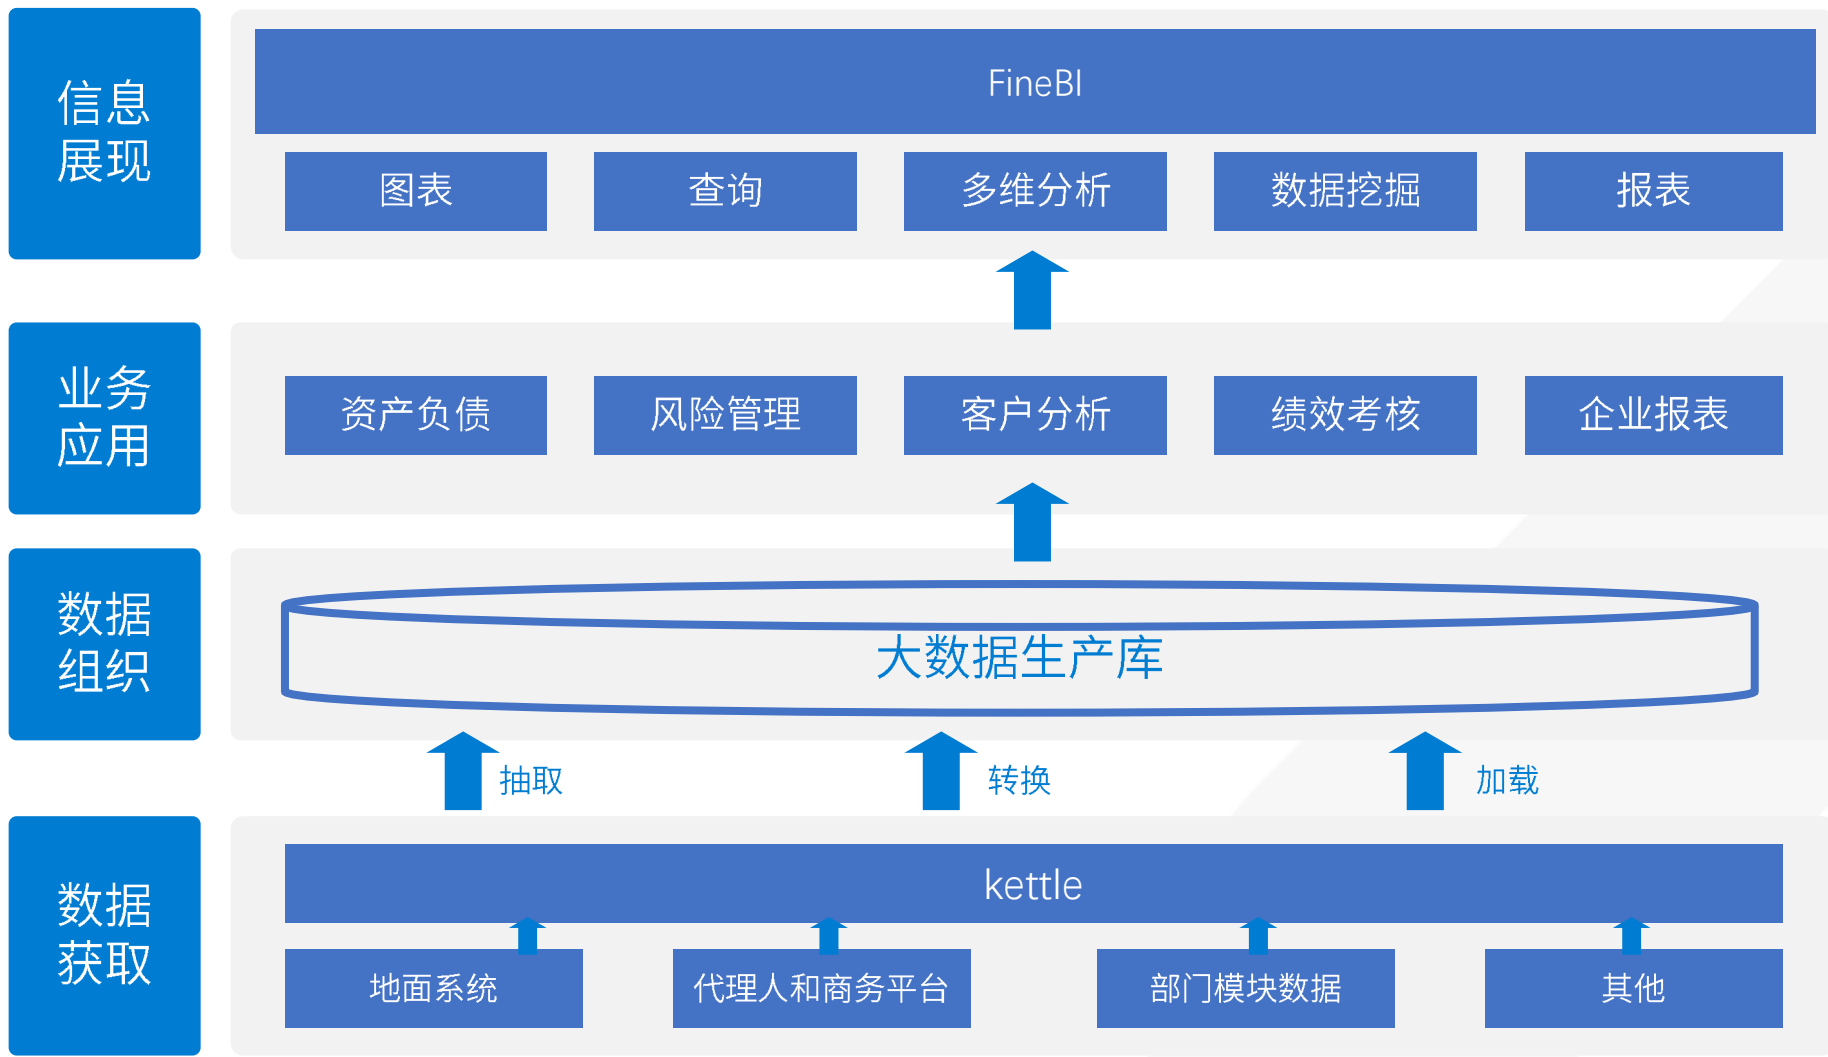 信息
展现
FineBI
图表
查询
多维分析
数据挖掘
报表
业务
应用
资产负债
风险管理
客户分析
绩效考核
企业报表
数据
组织
大数据生产库
抽取
转换
加载
数据
获取
kettle
地面系统
代理人和商务平台
部门模块数据
其他